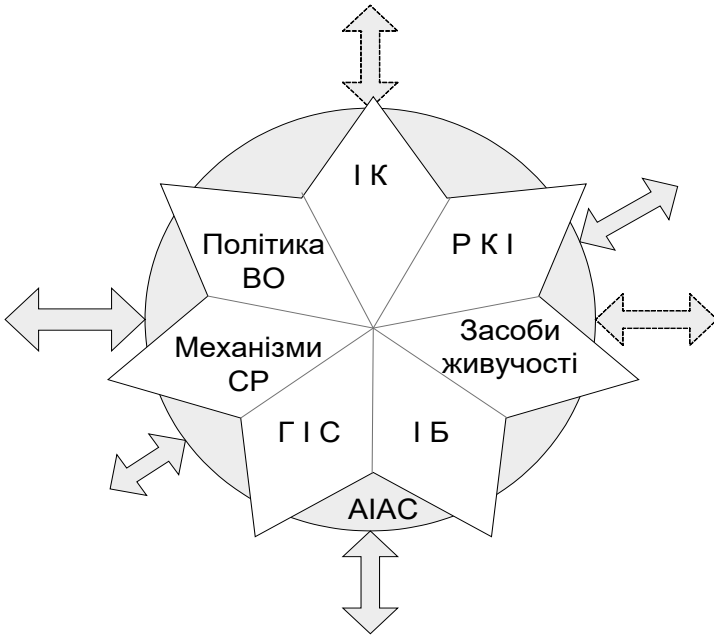 І К
Політика
ВО
Р К І
Механізми
СР
Засоби
живучості
Г І С
І Б
АІАС